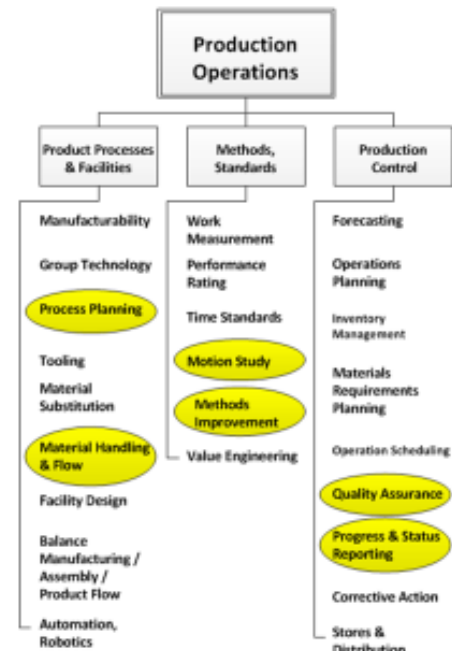 Production
Operations
Product Processes
& Facilities
Manufacturability
Group Technology
Process Planning
Tooling
Material
Substitution
Material Handling
& Flow
Facility Design
Balance
Manufacturing /
Assembly /
Product Flow
Automation,
Robotics
Methods,
Standards
Work
Measurement
Performance
Rating
Time Standards
Motion Study
Methods
Improvement
Value Engineering
Production
Control
Forecasting
Operations
Planning
Inventory
Management
Materials
Requirements
Planning
Operation Scheduling
Quality Assurance
Progress & Status
Reporting
Corrective Action
Stores &
Distribution